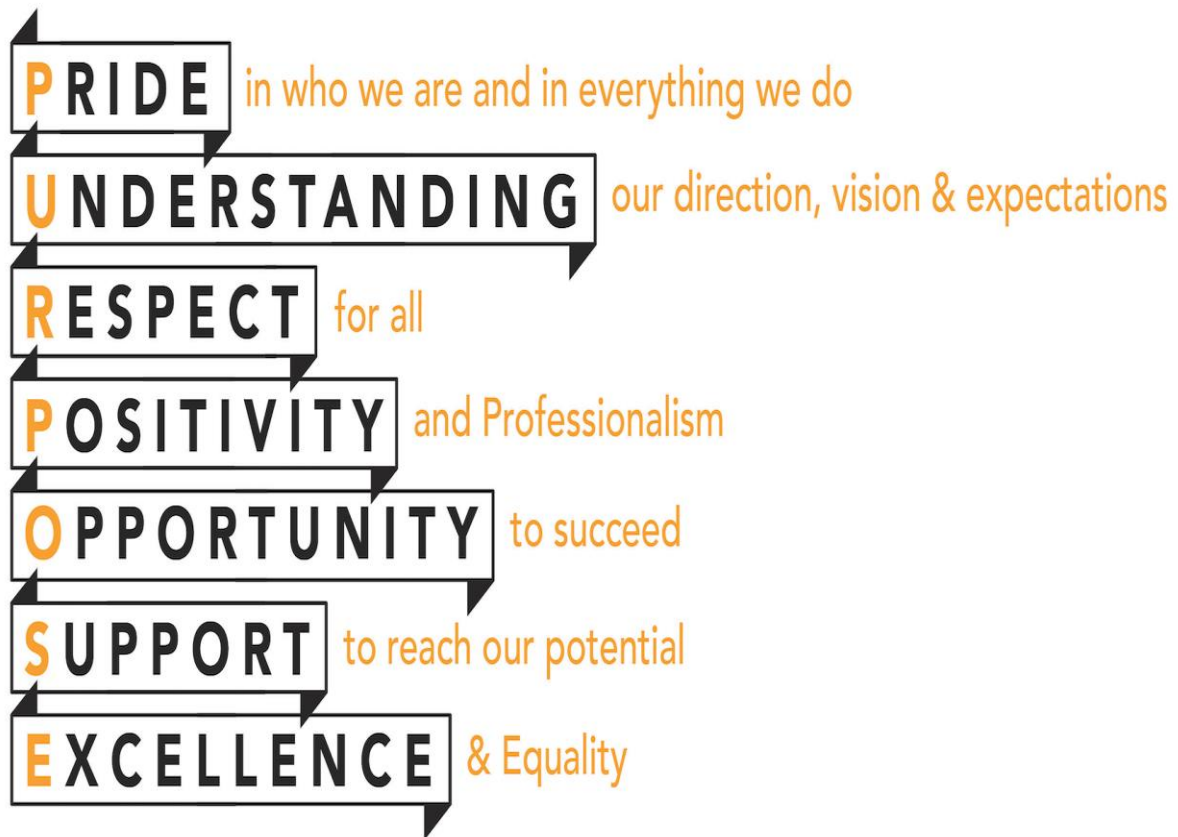 PRIDE in who we are and in everything we do
UNDERSTANDING our direction, vision & expectations
RESPECT for all
POSITIVITY and Professionalism
OPPORTUNITY to succeed
SUPPORT to reach our potential
EXCELLENCE & Equality